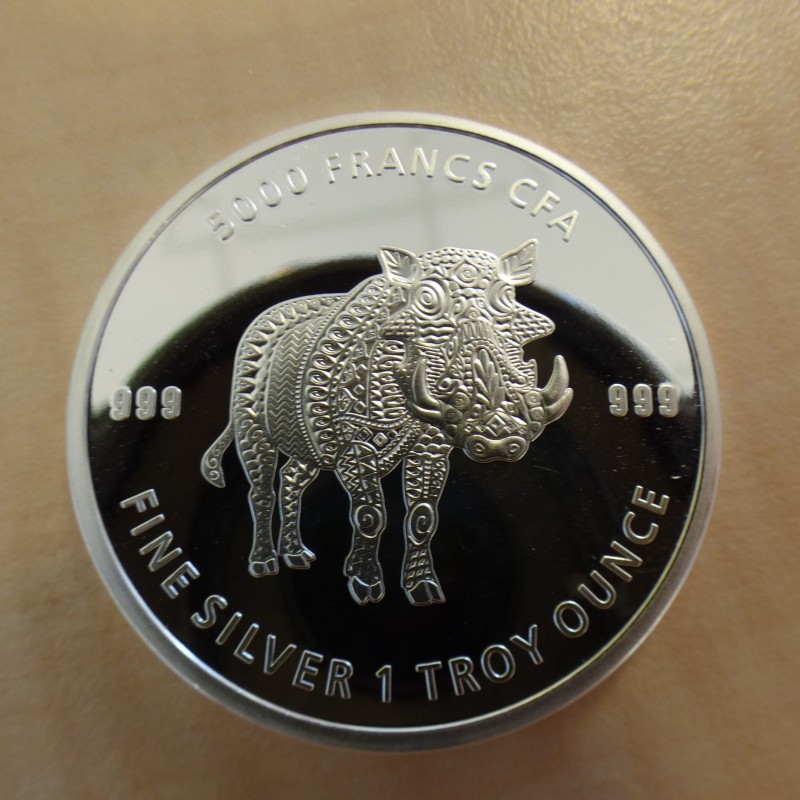 5000 FRANCS CFA
999
999
FINE SILVER 1 TROY OUNCE